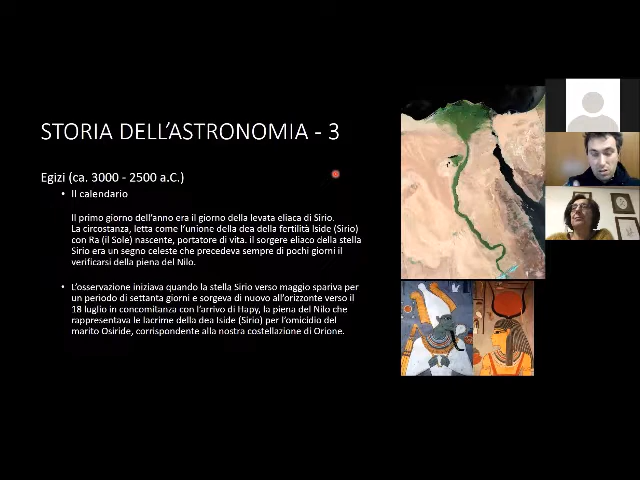 STORIA DELL'ASTRONOMIA - 3
Egizi (ca. 3000 - 2500 a.C.)
• Il calendario
Il primo giorno dell'anno era il giorno della levata eliaca di Sirio.
La circostanza, letta come l'unione della dea della fertilità Iside (Sirio)
con Ra (il Sole) nascente, portatore di vita. il sorgere eliaco della stella
Sirio era un segno celeste che precedeva sempre di pochi giorni il
verificarsi della piena del Nilo.
• L'osservazione iniziava quando la stella Sirio verso maggio spariva per
un periodo di settanta giorni e sorgeva di nuovo all'orizzonte verso il
18 luglio in concomitanza con l'arrivo di Hapy, la piena del Nilo che
rappresentava le lacrime della dea Iside (Sirio) per l'omicidio del
marito Osiride, corrispondente alla nostra costellazione di Orione.